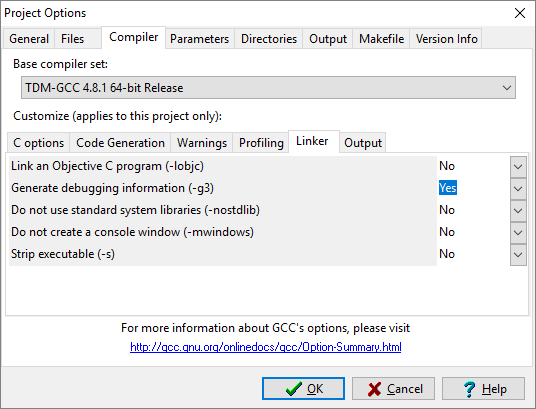 Project Options
General Files Compiler Parameters Directories Output Makefile Version Info
Base compiler set:
TDM-GCC 4.8.1 64-bit Release
Customize (applies to this project only):
C options Code Generation Warnings Profiling Linker Output
Link an Objective C program (-lobjc) No
Generate debugging information (-g3) Yes
Do not use standard system libraries (-nostdlib) No
Do not create a console window (-mwindows) No
Strip executable (-s) No
For more information about GCC's options, please visit
http://gcc.gnu.org/onlinedocs/gcc/Option-Summary.html
OK Cancel Help